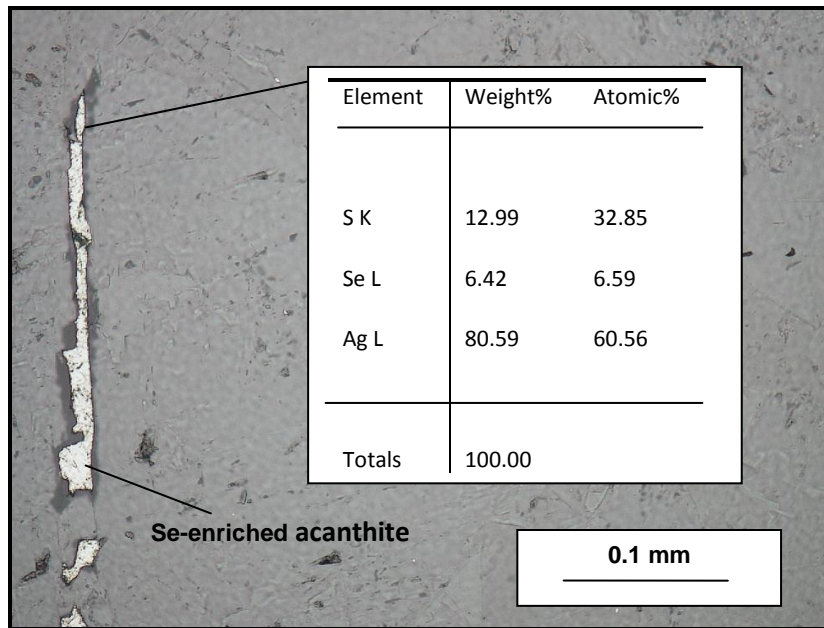 Element Weight% Atomic%
S K 12.99 32.85
Se L 6.42 6.59
Ag L 80.59 60.56
Totals 100.00
Se-enriched acanthite
0.1 mm